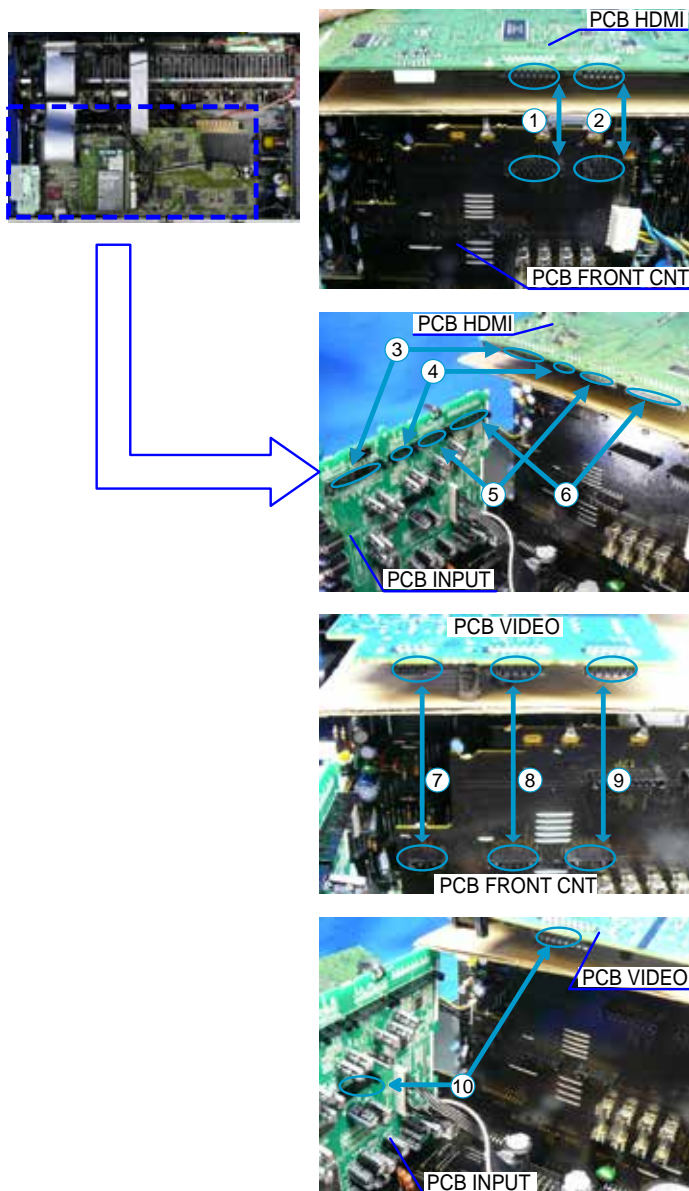 PCB HDMI
1
2
PCB FRONT CNT
PCB HDMI
3
4
5
6
PCB INPUT
PCB VIDEO
7
8
9
PCB FRONT CNT
PCB VIDEO
10
PCB INPUT